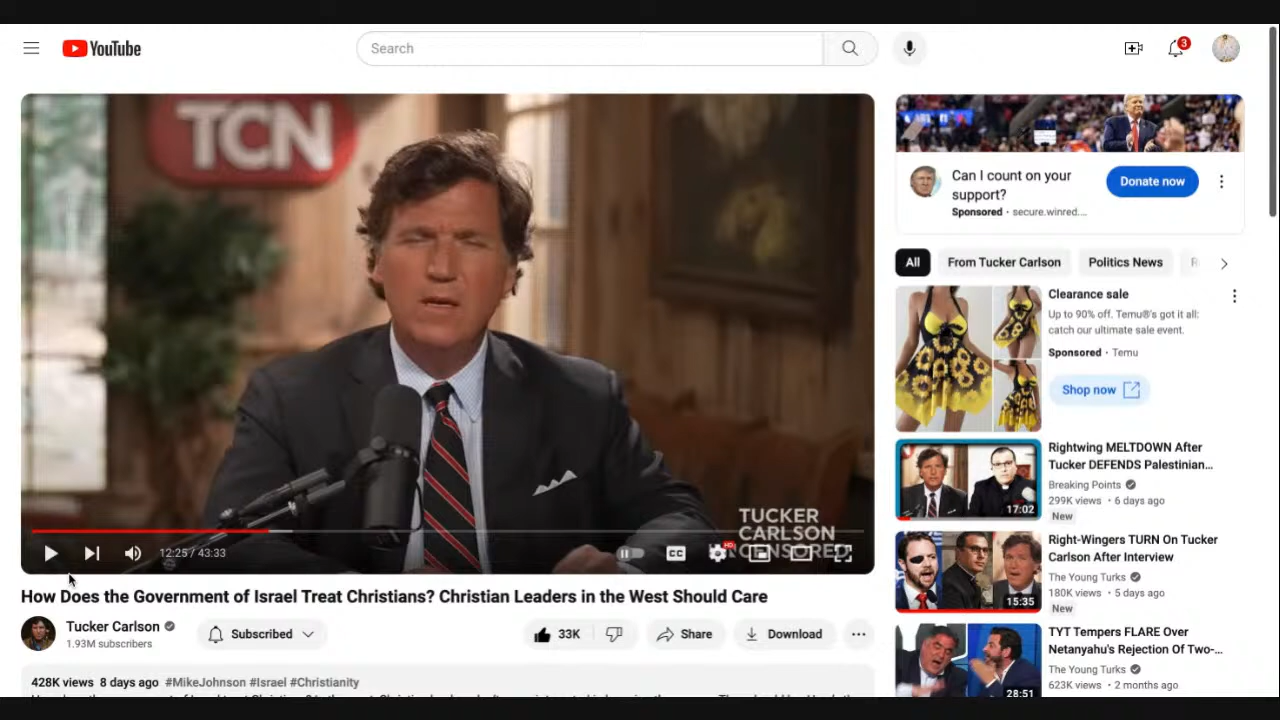 YouTube
Search
3
TCN
TUCKER
CARLSON
12:25 / 43:33
CC
HD
How Does the Government of Israel Treat Christians? Christian Leaders in the West Should Care
Tucker Carlson
1.93M subscribers
Subscribed
33K
Share
Download
428K views 8 days ago #MikeJohnson #Israel #Christianity
Can I count on your
support?
Sponsored · secure.winred....
Donate now
All
From Tucker Carlson
Politics News
Clearance sale
Up to 90% off. Temu®'s got it all:
catch our ultimate sale event.
Sponsored · Temu
Shop now
17:02
Rightwing MELTDOWN After
Tucker DEFENDS Palestinian...
Breaking Points
299K views · 6 days ago
New
15:35
Right-Wingers TURN On Tucker
Carlson After Interview
The Young Turks
180K views · 5 days ago
New
28:51
TYT Tempers FLARE Over
Netanyahu's Rejection Of Two-...
The Young Turks
623K views · 2 months ago